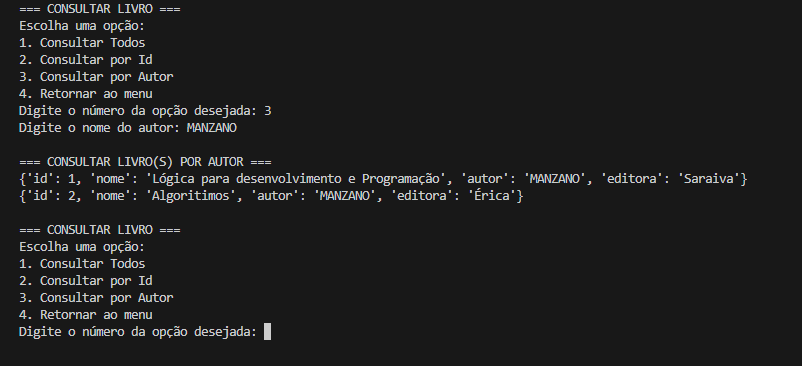 === CONSULTAR LIVRO ===
Escolha uma opção:
1. Consultar Todos
2. Consultar por Id
3. Consultar por Autor
4. Retornar ao menu
Digite o número da opção desejada: 3
Digite o nome do autor: MANZANO
=== CONSULTAR LIVRO(S) POR AUTOR ===
{'id': 1, 'nome': 'Lógica para desenvolvimento e Programação', 'autor': 'MANZANO', 'editora': 'Saraiva'}
{'id': 2, 'nome': 'Algoritimos', 'autor': 'MANZANO', 'editora': 'Érica'}
=== CONSULTAR LIVRO ===
Escolha uma opção:
1. Consultar Todos
2. Consultar por Id
3. Consultar por Autor
4. Retornar ao menu
Digite o número da opção desejada: